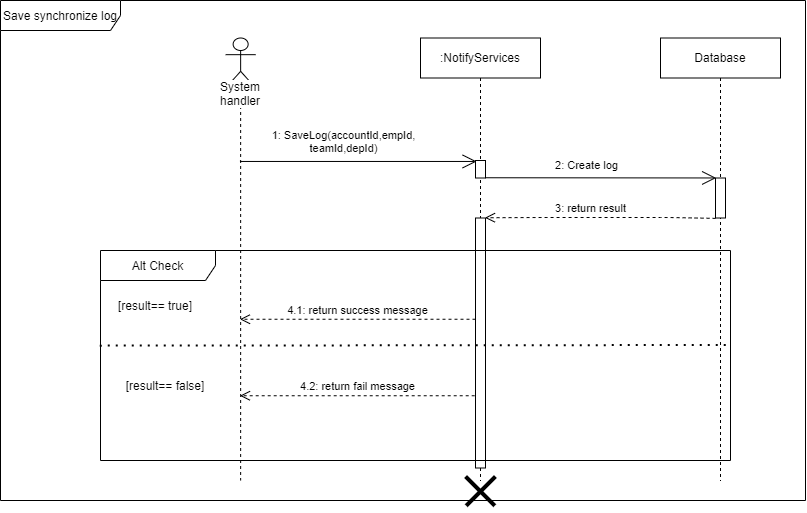 Save synchronize log
System
handler
:NotifyServices
Database
1: SaveLog(accountId,empId,
teamId,depId)
2: Create log
3: return result
Alt Check
[result== true]
4.1: return success message
[result== false]
4.2: return fail message